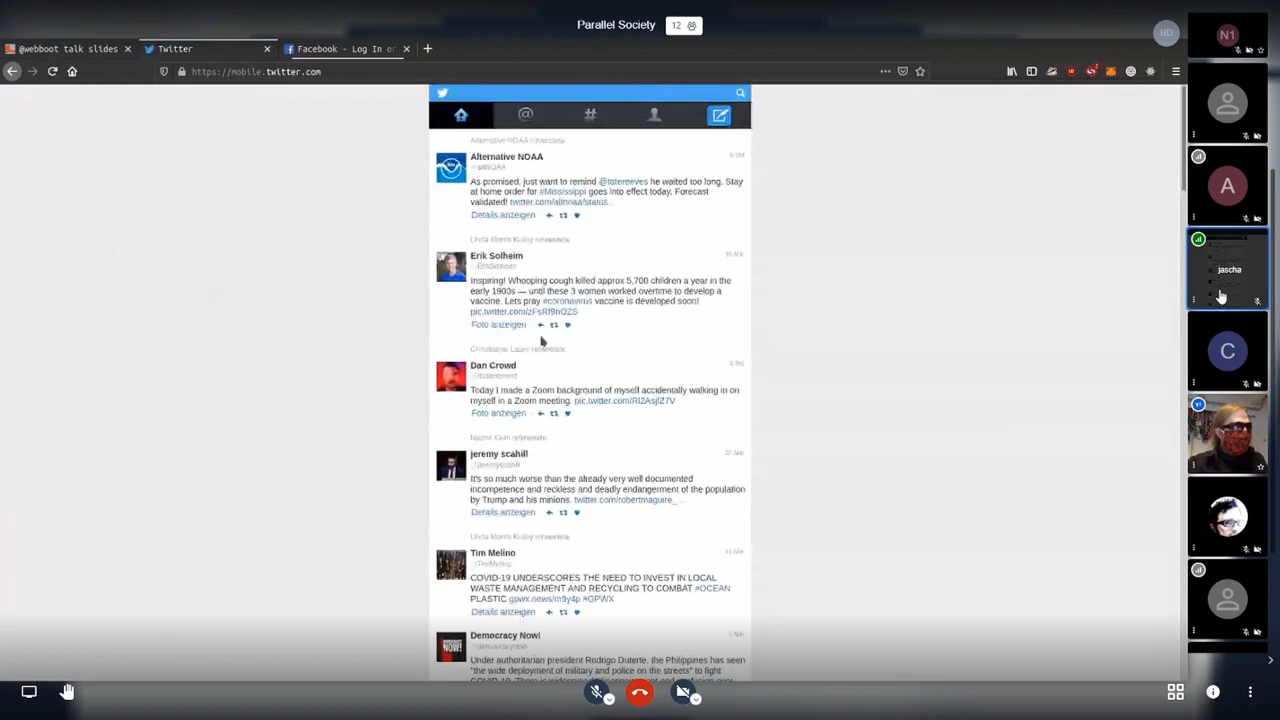 Parallel Society
12
HD
N1
@webboot talk slides
Twitter
Facebook - Log In or
https://mobile.twitter.com
A
Alternative NOAA
As promised, just want to remind @tatereeves he waited too long. Stay
at home order for #Mississippi goes into effect today. Forecast
validated! twitter.com/altnoaa/status...
Details anzeigen
Erik Solheim
Inspiring! Whooping cough killed approx 5,700 children a year in the
early 1900s — until these 3 women worked overtime to develop a
vaccine. Lets pray #coronavirus vaccine is developed soon!
Foto anzeigen
jascha
Dan Crowd
Today I made a Zoom background of myself accidentally walking in on
myself in a Zoom meeting.
Foto anzeigen
C
jeremy scahill
It's so much worse than the already very well documented
incompetence and reckless and deadly endangerment of the population
by Trump and his minions. twitter.com/robertmaguire_...
Details anzeigen
Tim Melino
COVID-19 UNDERSCORES THE NEED TO INVEST IN LOCAL
WASTE MANAGEMENT AND RECYCLING TO COMBAT #OCEAN
PLASTIC gpwx.news/m9y4p #GPWX
Details anzeigen
Democracy Now!
Under authoritarian president Rodrigo Duterte, the Philippines has seen
"the wide deployment of military and police on the streets" to fight